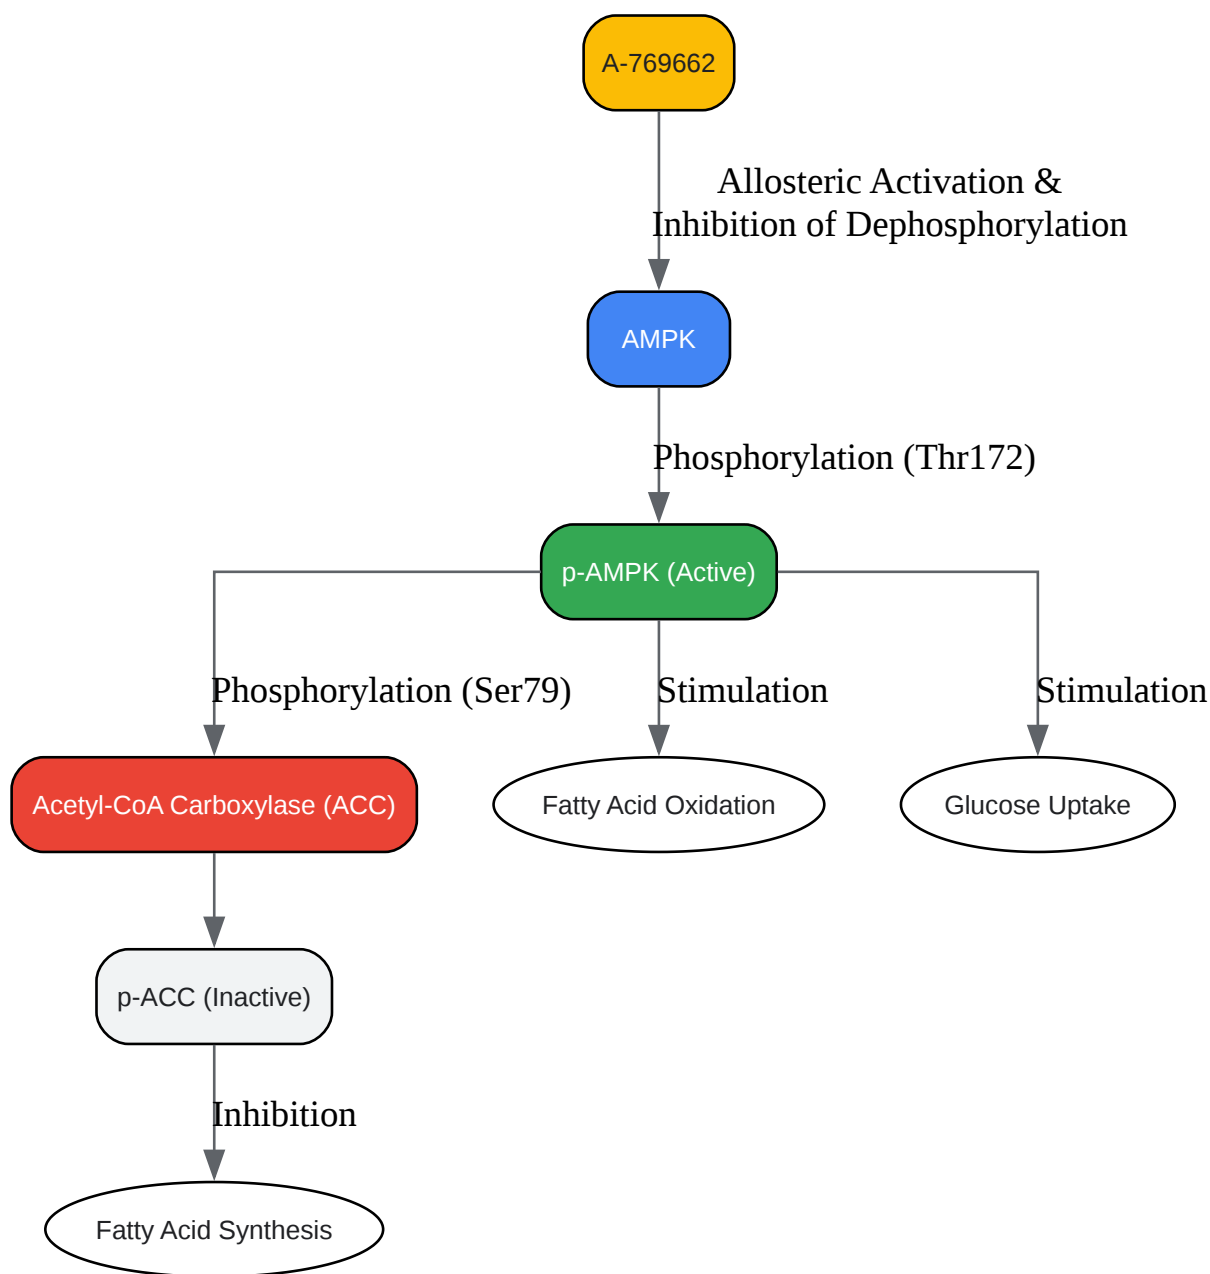 A-769662
Allosteric Activation &
Inhibition of Dephosphorylation
AMPK
Phosphorylation (Thr172)
p-AMPK (Active)
Phosphorylation (Ser79)
Stimulation
Stimulation
Acetyl-CoA Carboxylase (ACC)
Fatty Acid Oxidation
Glucose Uptake
p-ACC (Inactive)
Inhibition
Fatty Acid Synthesis